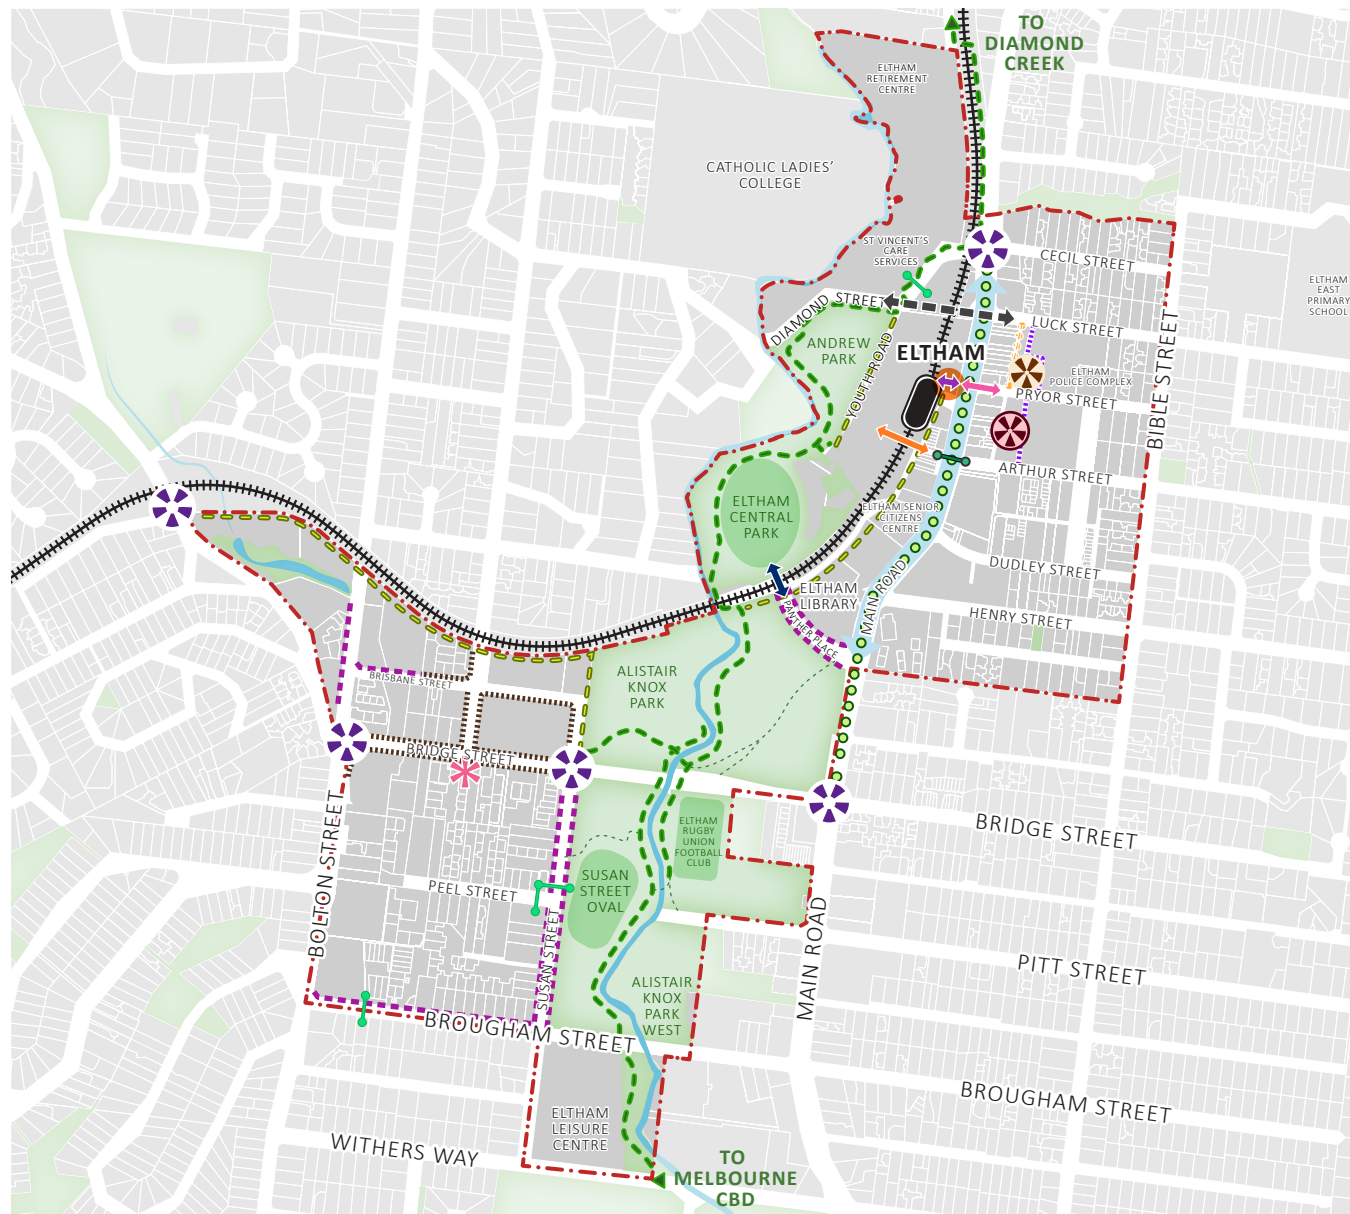 TO
DIAMOND
CREEK
ELTHAM
RETIREMENT
CENTRE
CATHOLIC LADIES'
COLLEGE
ST VINCENT'S
CARE
SERVICES
CECIL STREET
ELTHAM
EAST
PRIMARY
SCHOOL
DIAMOND STREET
LUCK STREET
ANDREW
PARK
YOUTH ROAD
ELTHAM
ELTHAM
POLICE COMPLEX
PRYOR STREET
BIBLE STREET
ARTHUR STREET
ELTHAM
CENTRAL
PARK
ELTHAM SENIOR
CITIZENS
CENTRE
DUDLEY STREET
ELTHAM
LIBRARY
MAIN ROAD
HENRY STREET
PANTHER PLACE
BRISBANE STREET
ALISTAIR
KNOX
PARK
BRIDGE STREET
BRIDGE STREET
ELTHAM
RUGBY
UNION
FOOTBALL
CLUB
BOLTON STREET
PEEL STREET
SUSAN
STREET
OVAL
SUSAN STREET
MAIN ROAD
PITT STREET
ALISTAIR
KNOX
PARK
WEST
BROUGHAM STREET
BROUGHAM STREET
ELTHAM
LEISURE
CENTRE
WITHERS WAY
TO
MELBOURNE
CBD